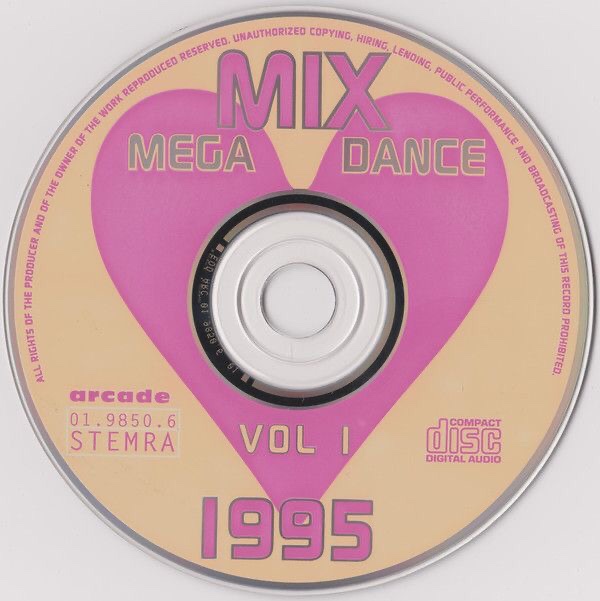 ALL RIGHTS OF THE PRODUCER AND OF THE OWNER OF THE WORK REPRODUCED RESERVED. UNAUTHORIZED COPYING, HIRING, LENDING, PUBLIC PERFORMANCE AND BROADCASTING OF THIS RECORD PROHIBITED.
MIX
MEGA DANCE
arcade
01.9850.6
STEMRA
VOL 1
COMPACT
disc
DIGITAL AUDIO
1995